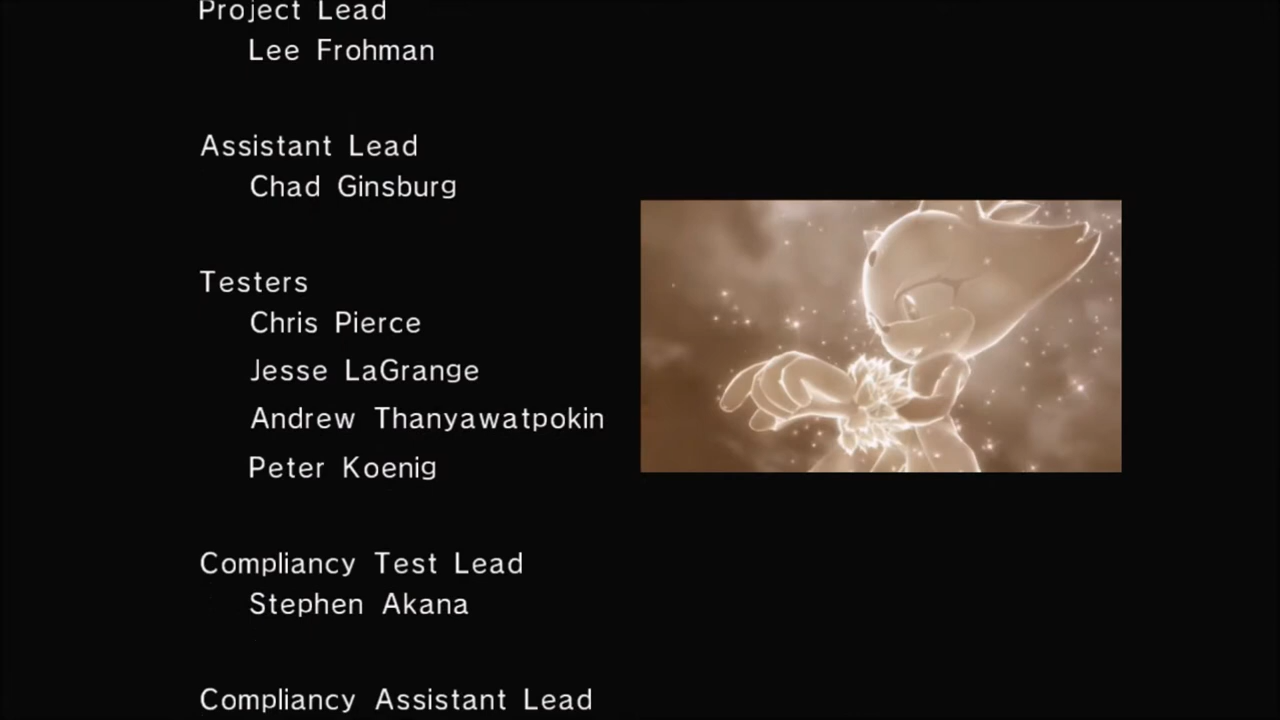 Project Lead
Lee Frohman
Assistant Lead
Chad Ginsburg
Testers
Chris Pierce
Jesse LaGrange
Andrew Thanyawatpokin
Peter Koenig
Compliancy Test Lead
Stephen Akana
Compliancy Assistant Lead